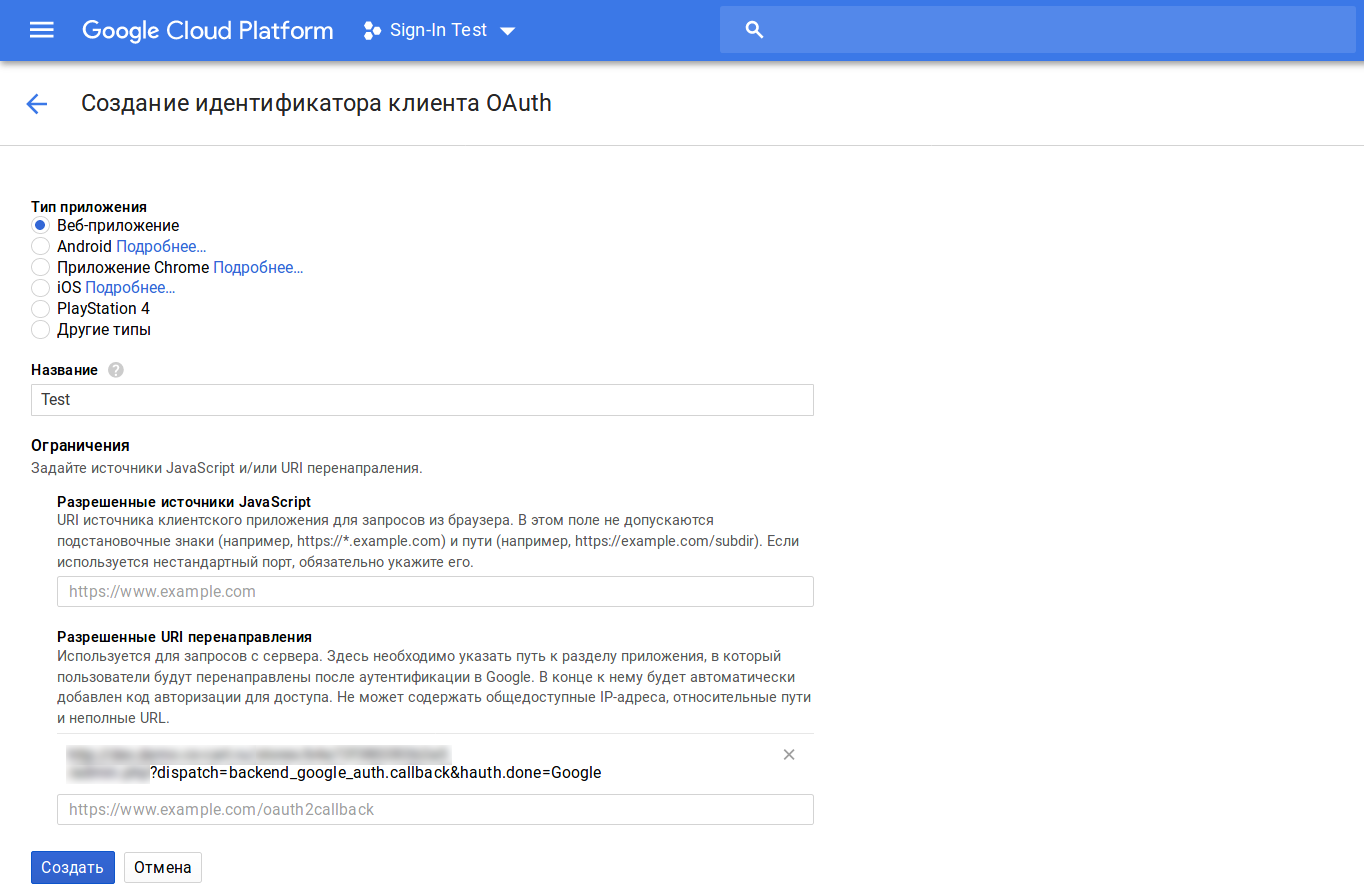 Google Cloud Platform Sign-In Test
Создание идентификатора клиента OAuth
Тип приложения
Веб-приложение
Android Подробнее...
Приложение Chrome Подробнее...
iOS Подробнее...
PlayStation 4
Другие типы
Название ?
Test
Ограничения
Задайте источники JavaScript и/или URI перенапраления.
Разрешенные источники JavaScript
URI источника клиентского приложения для запросов из браузера. В этом поле не допускаются
подстановочные знаки (например, https://*.example.com) и пути (например, https://example.com/subdir). Если
используется нестандартный порт, обязательно укажите его.
https://www.example.com
Разрешенные URI перенаправления
Используется для запросов с сервера. Здесь необходимо указать путь к разделу приложения, в который
пользователи будут перенаправлены после аутентификации в Google. В конце к нему будет автоматически
добавлен код авторизации для доступа. Не может содержать общедоступные IP-адреса, относительные пути
и неполные URL.
?dispatch=backend_google_auth.callback&hauth.done=Google
https://www.example.com/oauth2callback
Создать Отмена